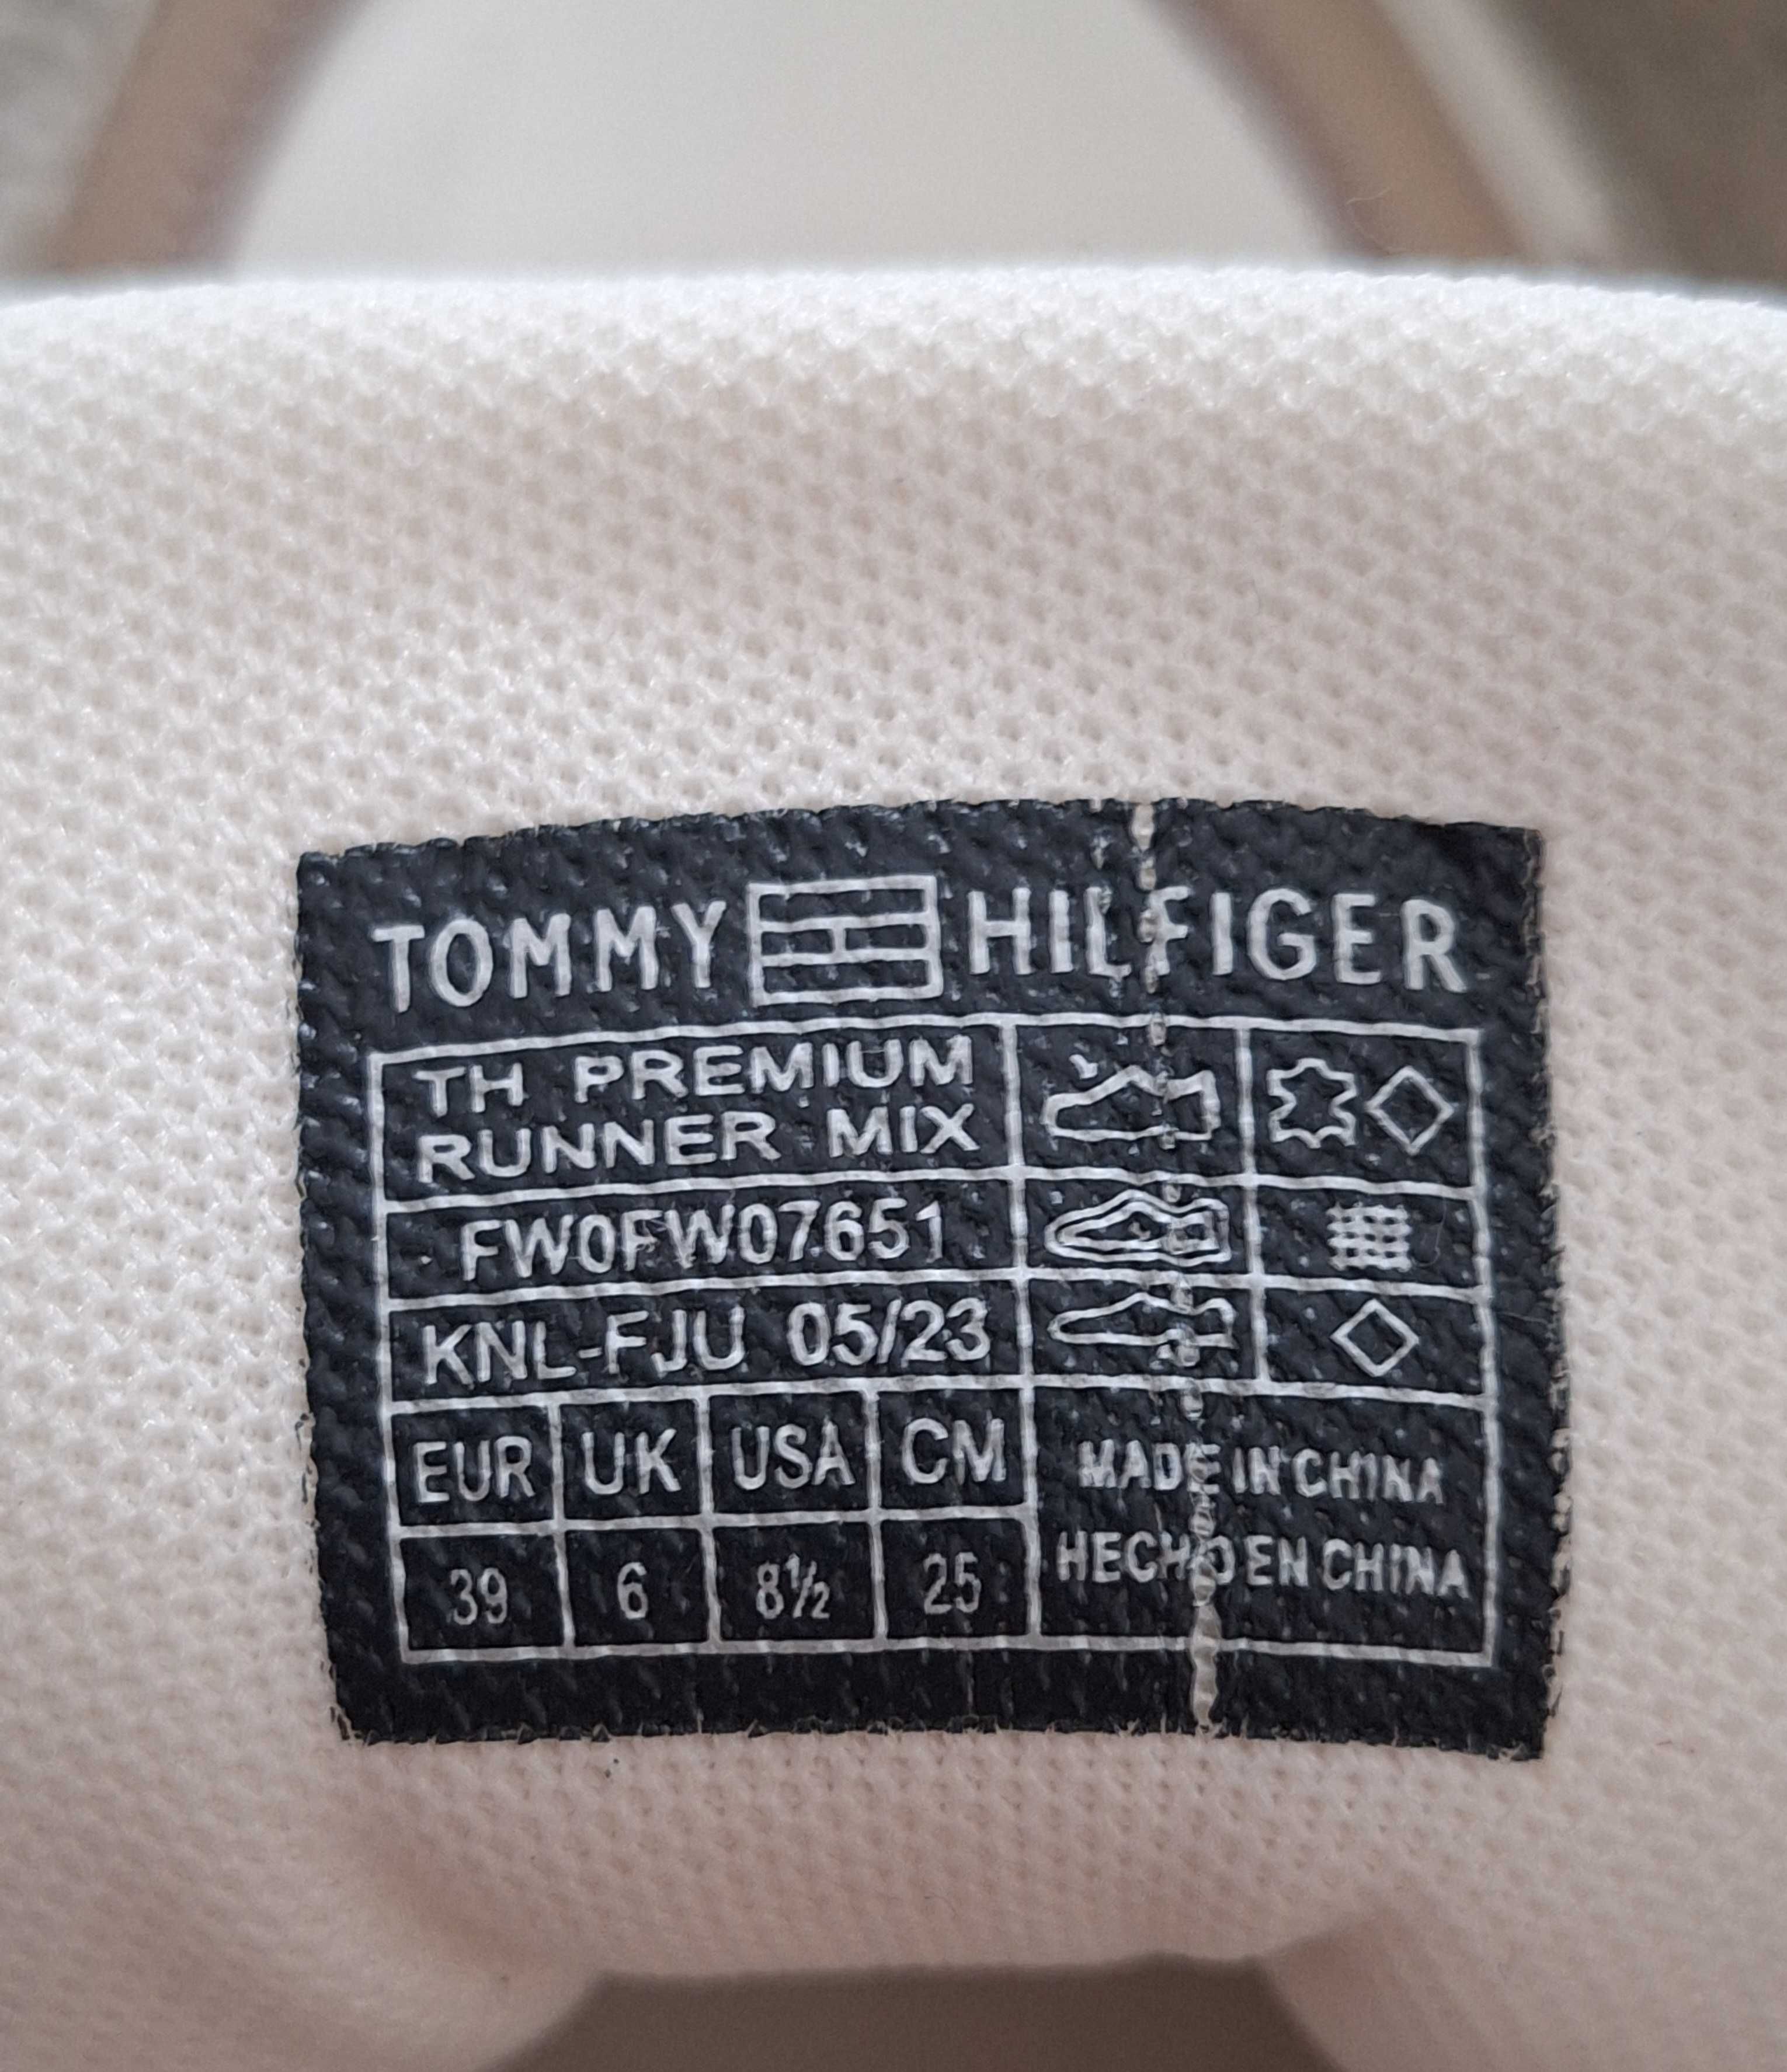 TOMMY HILFIGER
TH PREMIUM
RUNNER MIX
FW0FW07651
KNL-FJU 05/23
EUR UK USA CM
39 6 8½ 25
MADE IN CHINA
HECHO EN CHINA